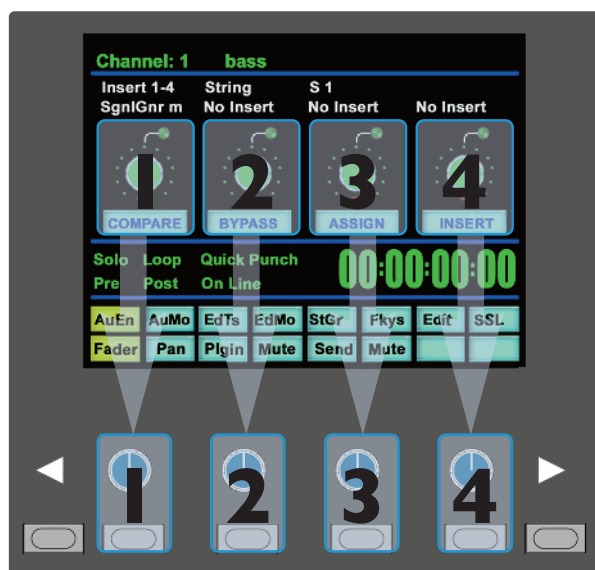 Channel: 1 bass
Insert 1-4 String S 1
SgnlGnr m No Insert No Insert No Insert
1 2 3 4
COMPARE BYPASS ASSIGN INSERT
Solo Loop Quick Punch
00:00:00:00
Pre Post On Line
AuEn AuMo EdTs EdMo StGr Fkys Edit SSL
Fader Pan Plgin Mute Send Mute
1 2 3 4